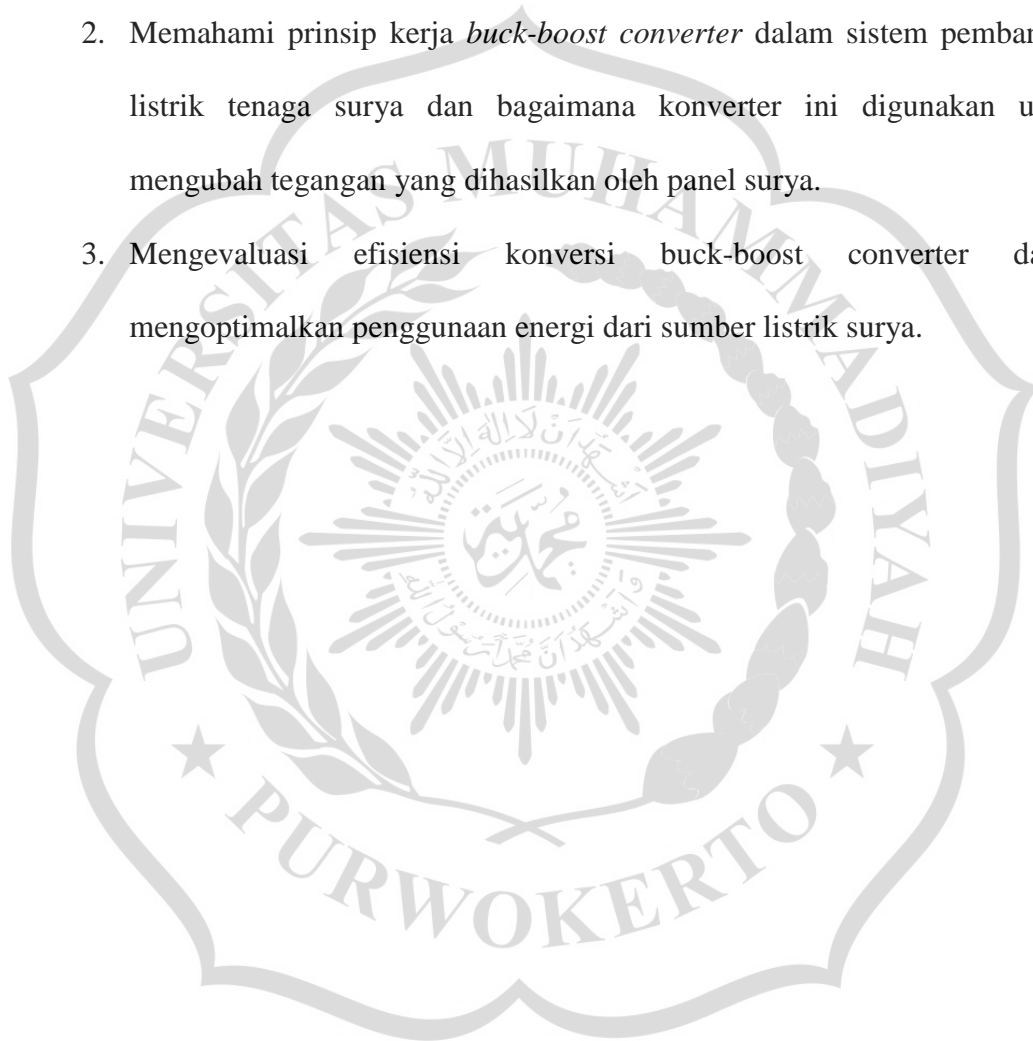 2. Memahami prinsip kerja buck-boost converter dalam sistem pemban
listrik tenaga surya dan bagaimana konverter ini digunakan u
mengubah tegangan yang dihasilkan oleh panel surya.
3. Mengevaluasi efisiensi konversi buck-boost converter da
mengoptimalkan penggunaan energi dari sumber listrik surya.
UNIVERSITAS MUHAMMADIYAH
PURWOKERTO